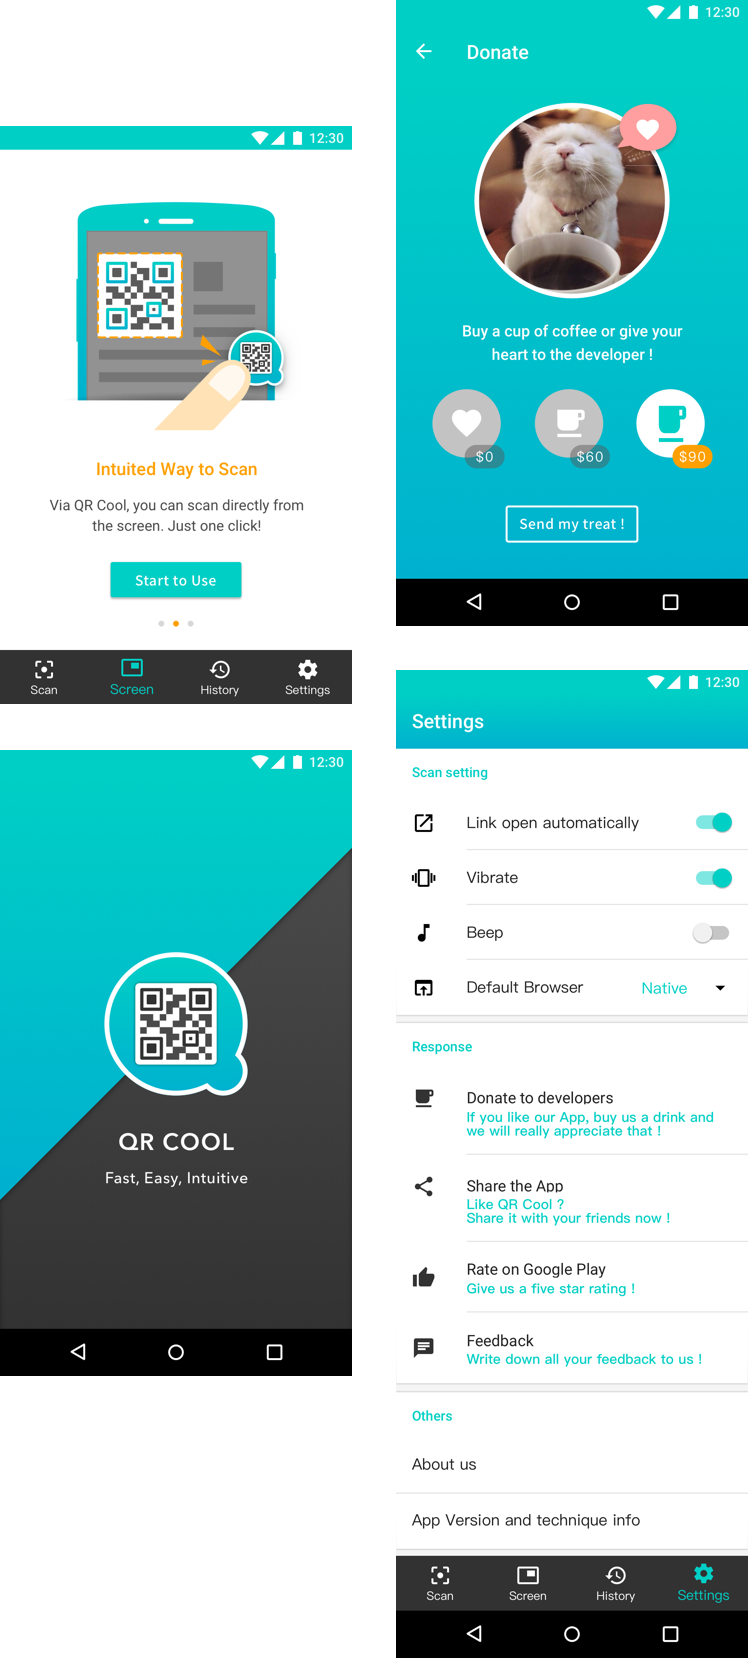 12:30
Intuited Way to Scan
Via QR Cool, you can scan directly from
the screen. Just one click!
Start to Use
Scan
Screen
History
Settings
12:30
QR COOL
Fast, Easy, Intuitive
12:30
Donate
Buy a cup of coffee or give your
heart to the developer !
$0
$60
$90
Send my treat !
12:30
Settings
Scan setting
Link open automatically
Vibrate
Beep
Default Browser Native
Response
Donate to developers
If you like our App, buy us a drink and
we will really appreciate that !
Share the App
Like QR Cool ?
Share it with your friends now !
Rate on Google Play
Give us a five star rating !
Feedback
Write down all your feedback to us !
Others
About us
App Version and technique info
Scan
Screen
History
Settings